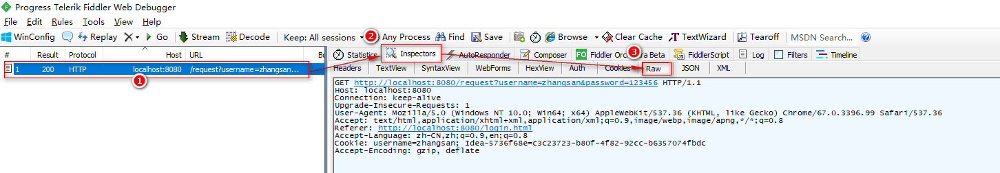 Progress Telerik Fiddler Web Debugger
File Edit Rules Tools View Help
WinConfig Replay Go Stream Decode Keep: All sessions 2 Any Process Find Save Browse Clear Cache TextWizard Tearoff MSDN Search...
# Result Protocol Host URL Bo
1 200 HTTP localhost:8080 /request?username=zhangsan...
1
Statistics Inspectors AutoResponder 3 Composer FO Fiddler Orc ra Beta FiddlerScript Log Filters Timeline
Headers TextView SyntaxView WebForms HexView Auth Cookies Raw JSON XML
GET http://localhost:8080/request?username=zhangsan&password=123456 HTTP/1.1
Host: localhost:8080
Connection: keep-alive
Upgrade-Insecure-Requests: 1
User-Agent: Mozilla/5.0 (Windows NT 10.0; Win64; x64) AppleWebKit/537.36 (KHTML, like Gecko) Chrome/67.0.3396.99 Safari/537.36
Accept: text/html,application/xhtml+xml,application/xml;q=0.9,image/webp,image/apng,*/*;q=0.8
Referer: http://localhost:8080/login.html
Accept-Language: zh-CN,zh;q=0.9,en;q=0.8
Cookie: username=zhangsan; Idea-5736f68e=c3c23723-b80f-4f82-92cc-b6357074fbdc
Accept-Encoding: gzip, deflate